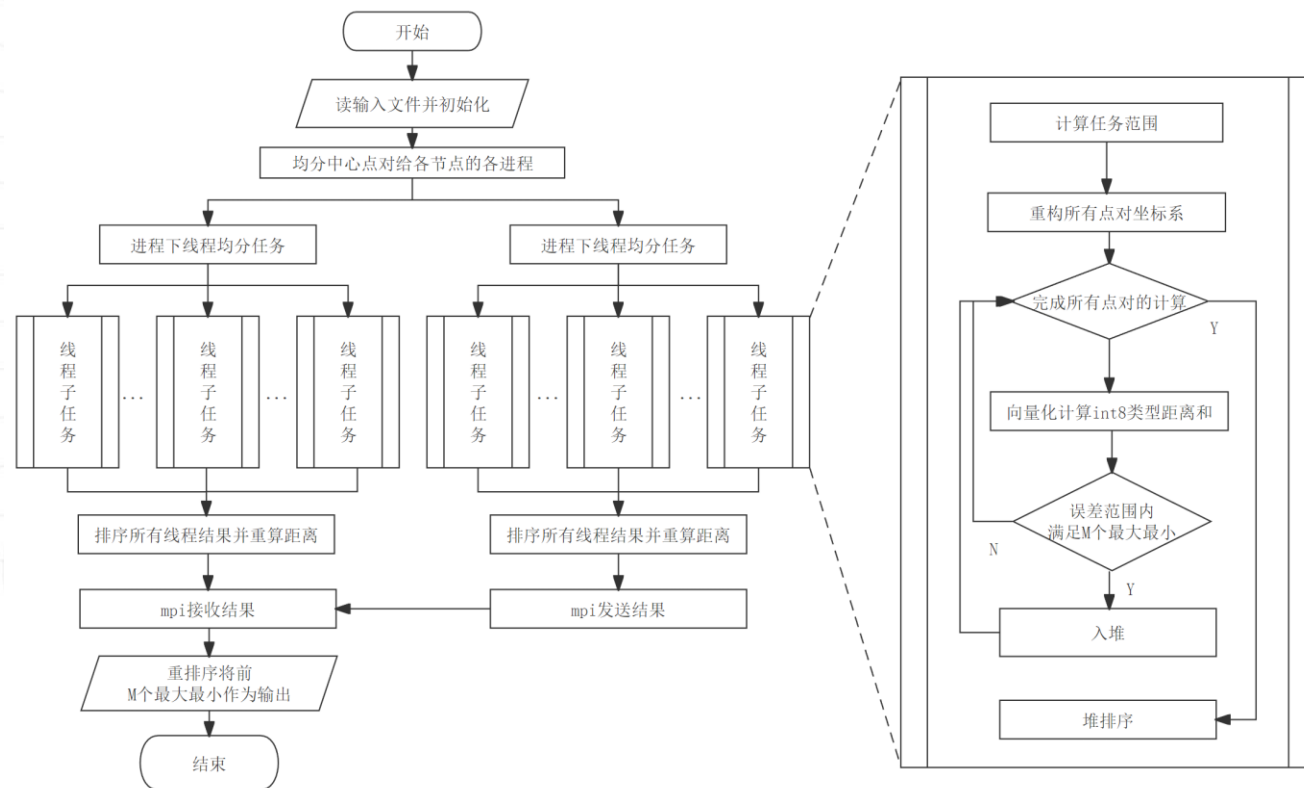 开始
读输入文件并初始化
均分中心点对给各节点的各进程
进程下线程均分任务
进程下线程均分任务
线程子任务
...
线程子任务
...
线程子任务
线程子任务
...
线程子任务
...
线程子任务
排序所有线程结果并重算距离
排序所有线程结果并重算距离
mpi接收结果
mpi发送结果
重排序将前
M个最大最小作为输出
结束
计算任务范围
重构所有点对坐标系
完成所有点对的计算
Y
向量化计算int8类型距离和
误差范围内
满足M个最大最小
N
Y
入堆
堆排序